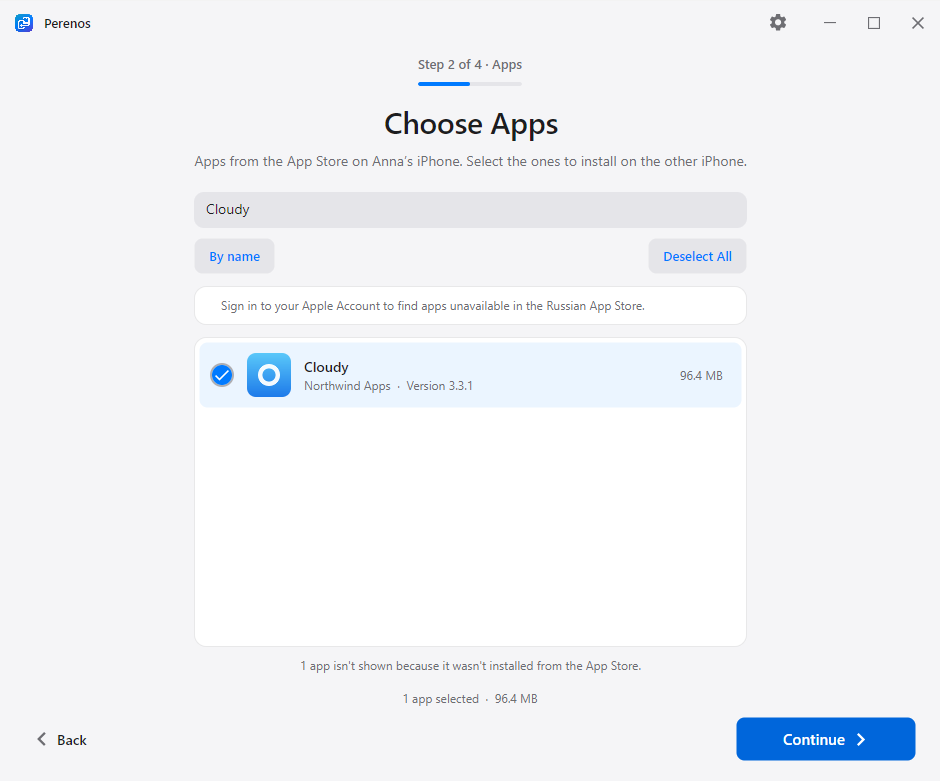 Perenos
Step 2 of 4 · Apps
Choose Apps
Apps from the App Store on Anna's iPhone. Select the ones to install on the other iPhone.
Cloudy
By name
Deselect All
Sign in to your Apple Account to find apps unavailable in the Russian App Store.
Cloudy
Northwind Apps · Version 3.3.1
96.4 MB
1 app isn't shown because it wasn't installed from the App Store.
1 app selected · 96.4 MB
Back
Continue